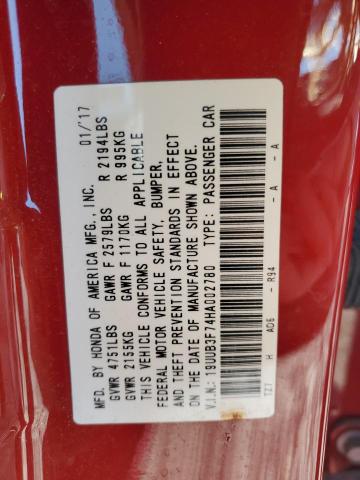 MFD. BY HONDA OF AMERICA MFG., INC. 01/'17
GVWR 4751LBS GAWR F 2579LBS R 2194LBS
GVWR 2155KG GAWR F 1170KG R 995KG
THIS VEHICLE CONFORMS TO ALL APPLICABLE
FEDERAL MOTOR VEHICLE SAFETY, BUMPER,
AND THEFT PREVENTION STANDARDS IN EFFECT
ON THE DATE OF MANUFACTURE SHOWN ABOVE.
V.I.N.: 19UUB3F74HA002780 TYPE: PASSENGER CAR
TZ7 H AD6 - R94 - A - A